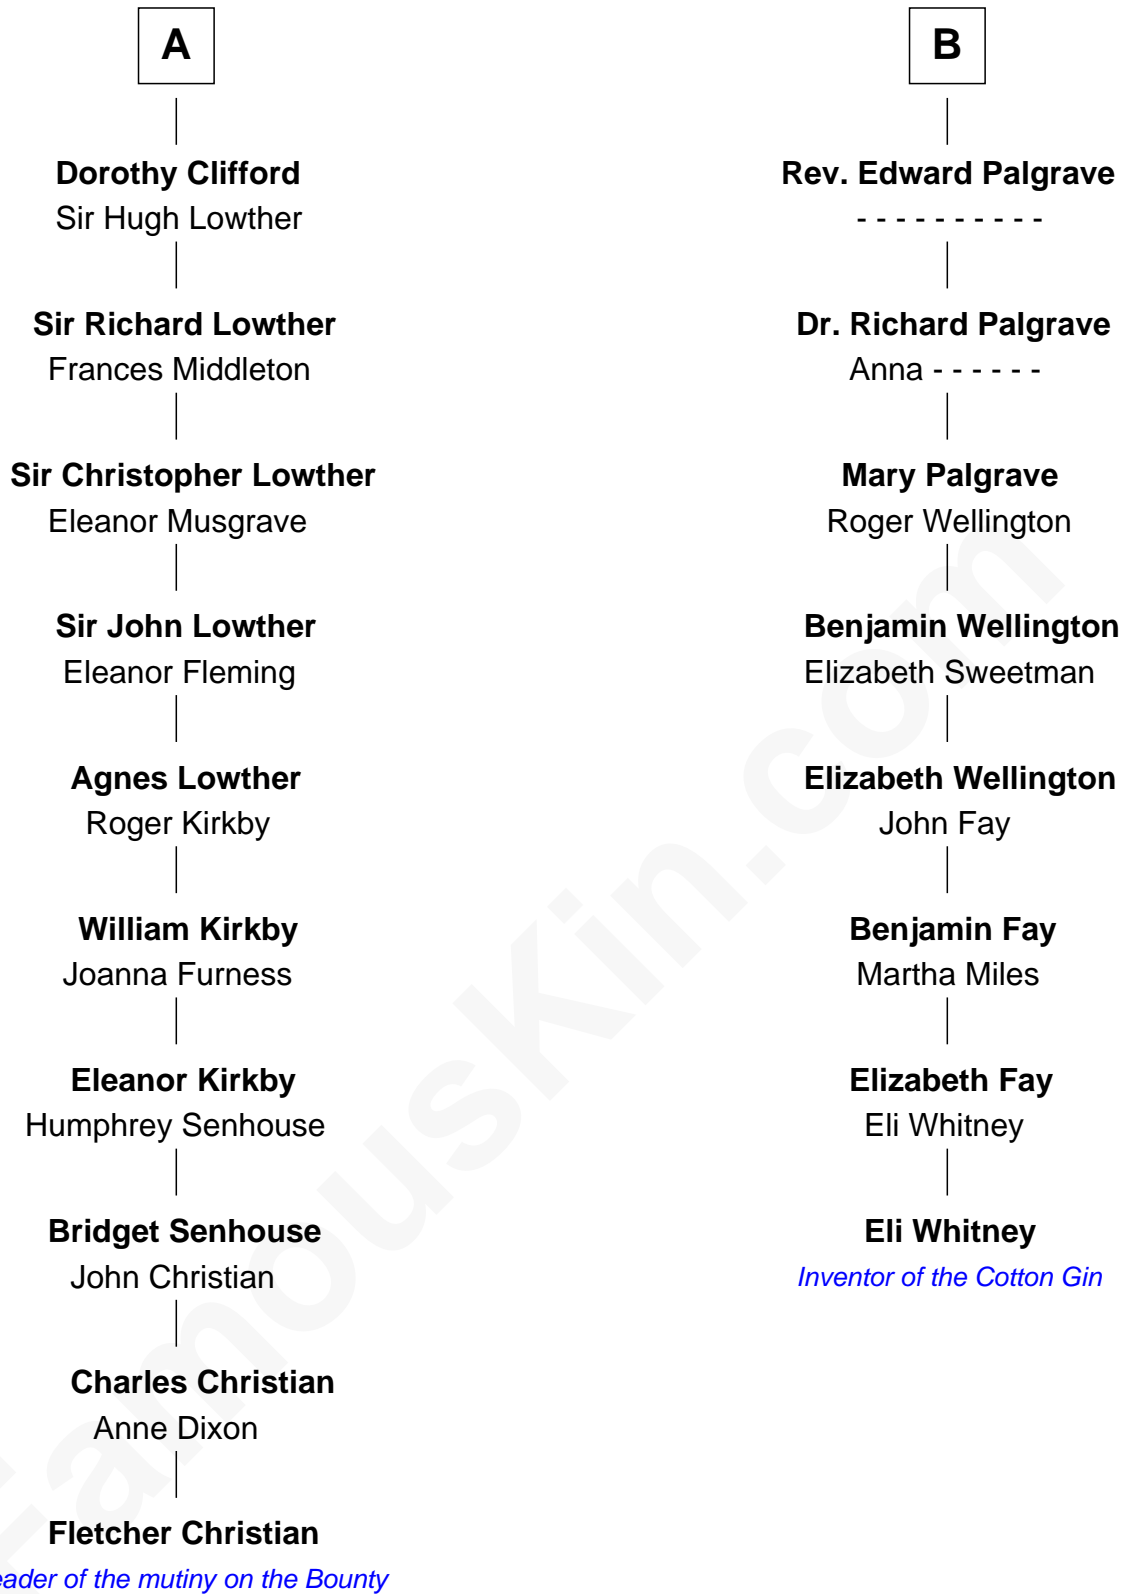 A
Dorothy Clifford
Sir Hugh Lowther
Sir Richard Lowther
Frances Middleton
Sir Christopher Lowther
Eleanor Musgrave
Sir John Lowther
Eleanor Fleming
Agnes Lowther
Roger Kirkby
William Kirkby
Joanna Furness
Eleanor Kirkby
Humphrey Senhouse
Bridget Senhouse
John Christian
Charles Christian
Anne Dixon
Fletcher Christian
eader of the mutiny on the Bounty
B
Rev. Edward Palgrave
- - - - - - - - - -
Dr. Richard Palgrave
Anna - - - - - -
Mary Palgrave
Roger Wellington
Benjamin Wellington
Elizabeth Sweetman
Elizabeth Wellington
John Fay
Benjamin Fay
Martha Miles
Elizabeth Fay
Eli Whitney
Eli Whitney
Inventor of the Cotton Gin
FamousKin.com